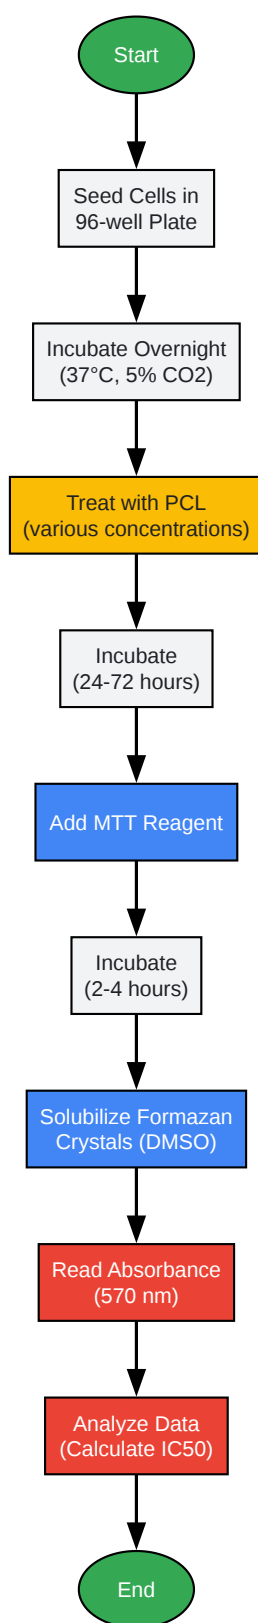 Start
Seed Cells in
96-well Plate
Incubate Overnight
(37°C, 5% CO2)
Treat with PCL
(various concentrations)
Incubate
(24-72 hours)
Add MTT Reagent
Incubate
(2-4 hours)
Solubilize Formazan
Crystals (DMSO)
Read Absorbance
(570 nm)
Analyze Data
(Calculate IC50)
End